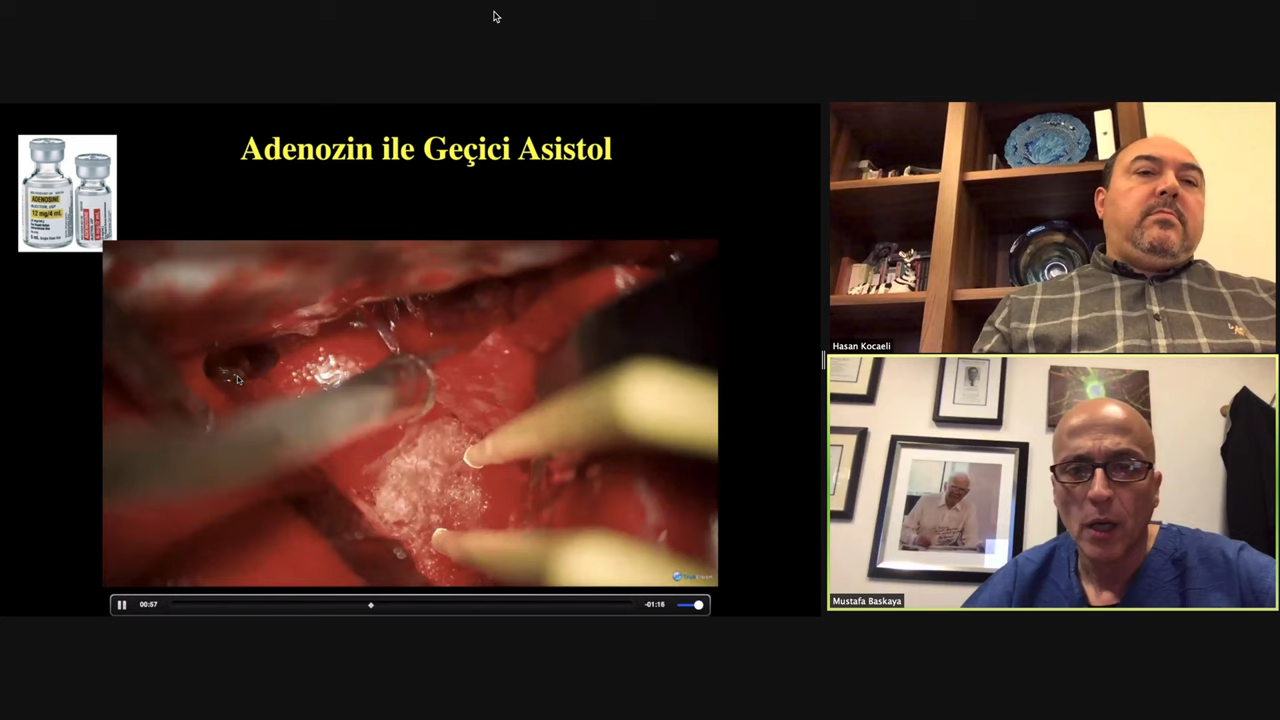 Adenozin ile Geçici Asistol
ADENOSINE
12 mg/4 mL
00:57
-01:16
Hasan Kocaeli
Mustafa Baskaya